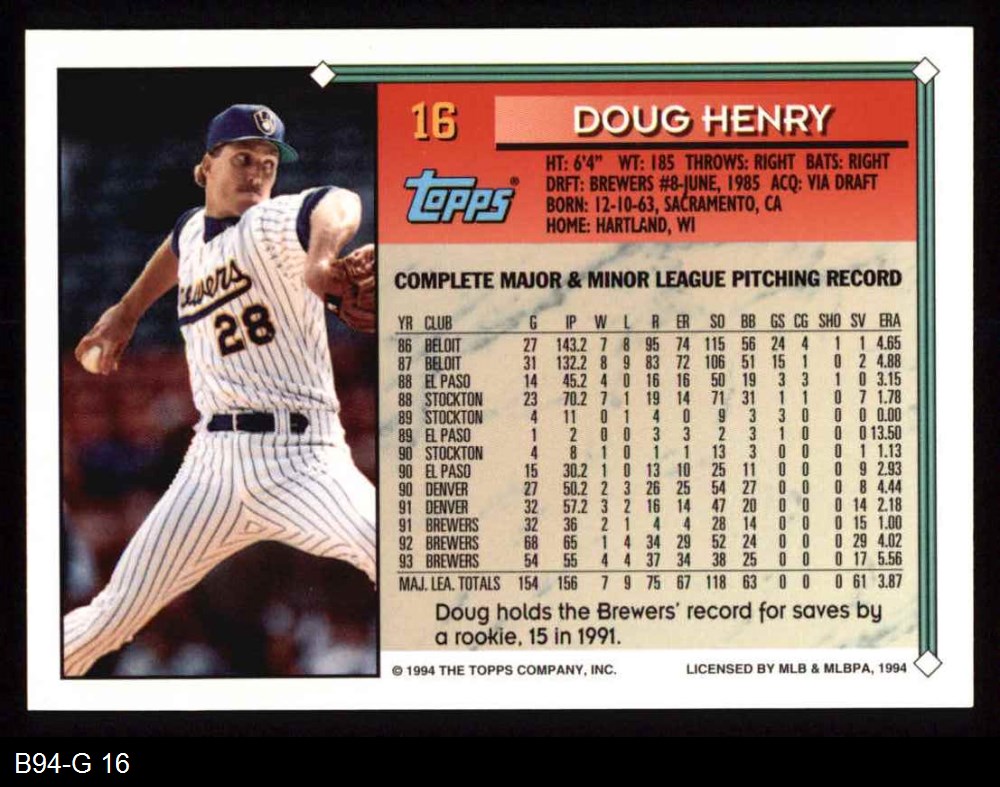 16
DOUG HENRY
HT: 6'4" WT: 185 THROWS: RIGHT BATS: RIGHT
DRFT: BREWERS #8-JUNE, 1985 ACQ: VIA DRAFT
BORN: 12-10-63, SACRAMENTO, CA
HOME: HARTLAND, WI
TOPPS®
Brewers
28
COMPLETE MAJOR & MINOR LEAGUE PITCHING RECORD
YR CLUB G IP W L R ER SO BB GS CG SHO SV ERA
86 BELOIT 27 143.2 7 8 95 74 115 56 24 4 1 1 4.65
87 BELOIT 31 132.2 8 9 83 72 106 51 15 1 0 2 4.88
88 EL PASO 14 45.2 4 0 16 16 50 19 3 3 1 0 3.15
88 STOCKTON 23 70.2 7 1 19 14 71 31 1 1 0 7 1.78
89 STOCKTON 4 11 0 1 4 0 9 3 3 0 0 0 0.00
89 EL PASO 1 2 0 0 3 3 2 3 1 0 0 0 13.50
90 STOCKTON 4 8 1 0 1 1 13 3 0 0 0 1 1.13
90 EL PASO 15 30.2 1 0 13 10 25 11 0 0 0 9 2.93
90 DENVER 27 50.2 2 3 26 25 54 27 0 0 0 8 4.44
91 DENVER 32 57.2 3 2 16 14 47 20 0 0 0 14 2.18
91 BREWERS 32 36 2 1 4 4 28 14 0 0 0 15 1.00
92 BREWERS 68 65 1 4 34 29 52 24 0 0 0 29 4.02
93 BREWERS 54 55 4 4 37 34 38 25 0 0 0 17 5.56
MAJ. LEA. TOTALS 154 156 7 9 75 67 118 63 0 0 0 61 3.87
Doug holds the Brewers' record for saves by
a rookie, 15 in 1991.
© 1994 THE TOPPS COMPANY, INC. LICENSED BY MLB & MLBPA, 1994
B94-G 16